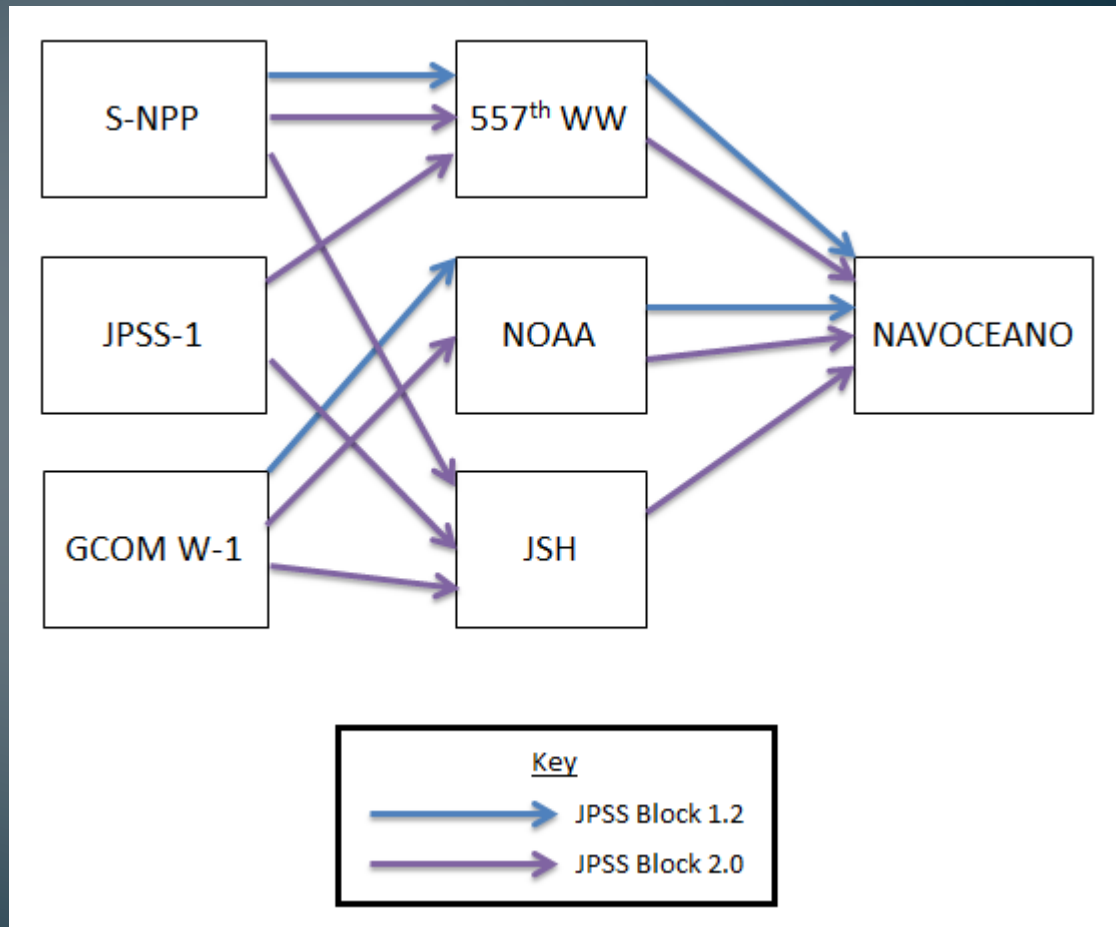 S-NPP
557th WW
JPSS-1
NOAA
NAVOCEANO
GCOM W-1
JSH
Key
JPSS Block 1.2
JPSS Block 2.0